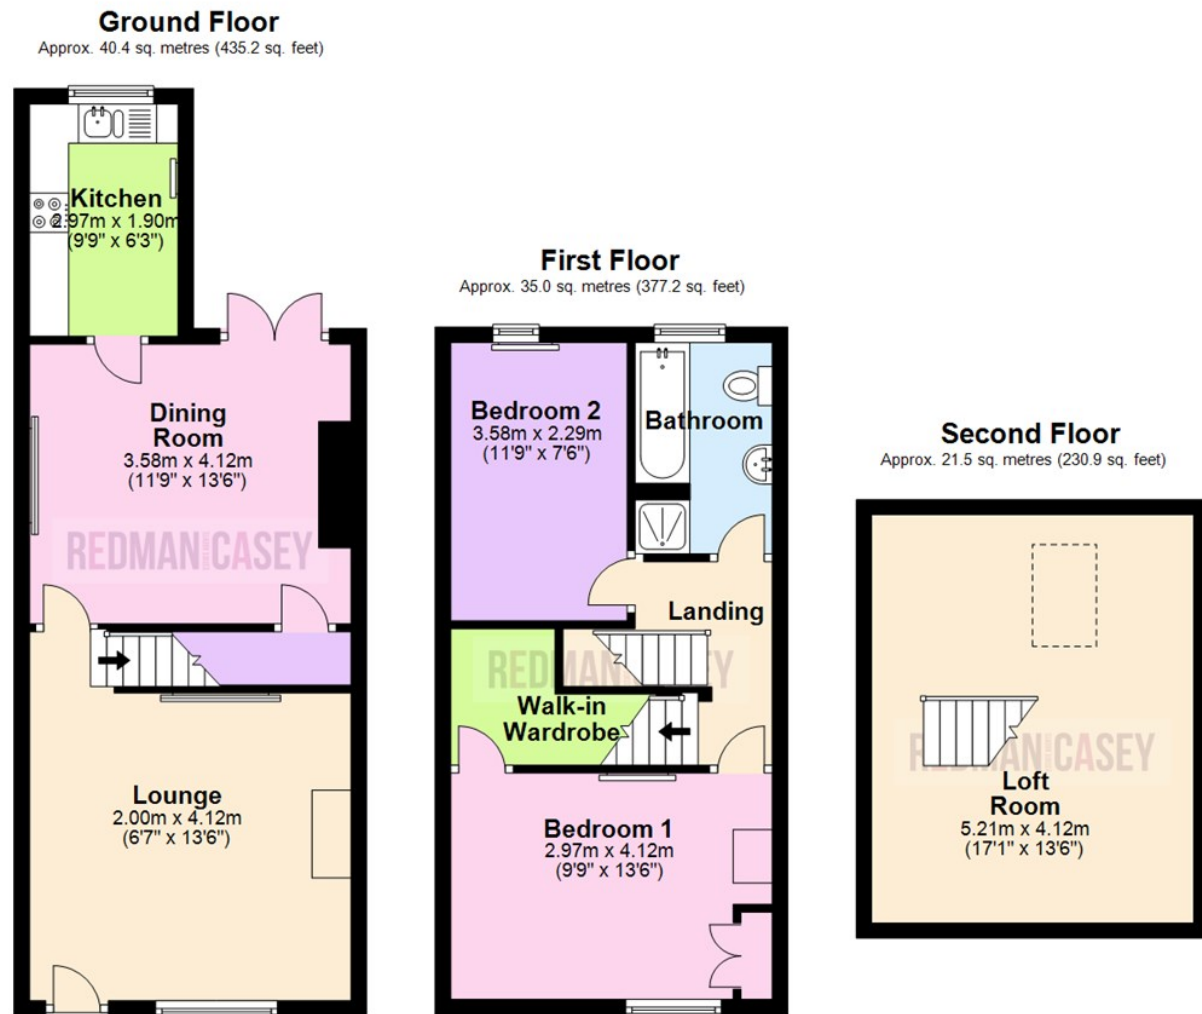 Ground Floor
Approx. 40.4 sq. metres (435.2 sq. feet)
Kitchen
2.97m x 1.90m
(9'9" x 6'3")
Dining
Room
3.58m x 4.12m
(11'9" x 13'6")
REDMAN CASEY
Lounge
2.00m x 4.12m
(6'7" x 13'6")
First Floor
Approx. 35.0 sq. metres (377.2 sq. feet)
Bedroom 2
3.58m x 2.29m
(11'9" x 7'6")
Bathroom
Landing
REDMAN CASEY
Walk-in
Wardrobe
Bedroom 1
2.97m x 4.12m
(9'9" x 13'6")
Second Floor
Approx. 21.5 sq. metres (230.9 sq. feet)
REDMAN CASEY
Loft
Room
5.21m x 4.12m
(17'1" x 13'6")